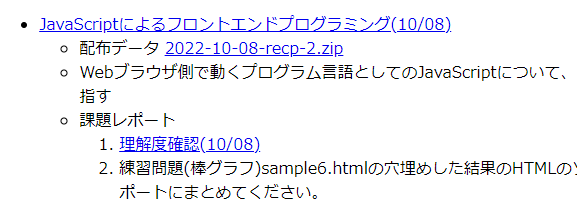 JavaScriptによるフロントエンドプログラミング(10/08)
配布データ 2022-10-08-recp-2.zip
Webブラウザ側で動くプログラム言語としてのJavaScriptについて、
指す
課題レポート
1. 理解度確認(10/08)
2. 練習問題(棒グラフ)sample6.htmlの穴埋めした結果のHTMLの
ポートにまとめてください。